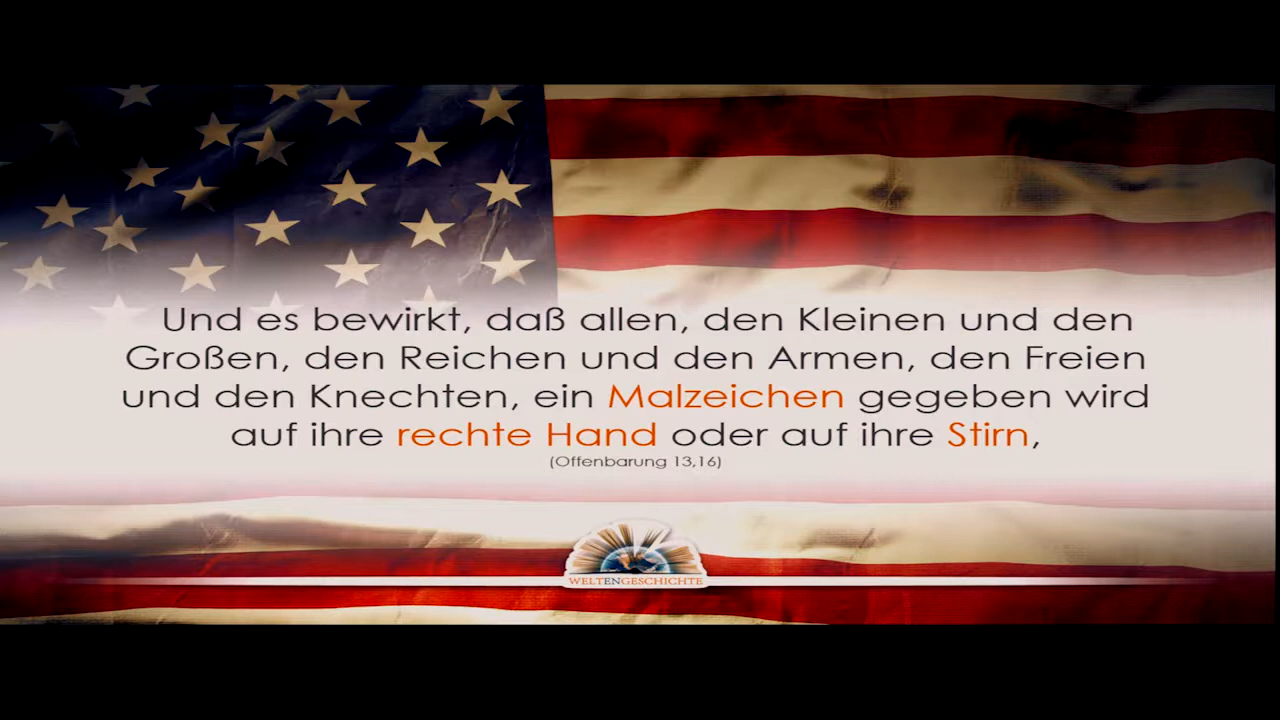 Und es bewirkt, daß allen, den Kleinen und den
Großen, den Reichen und den Armen, den Freien
und den Knechten, ein Malzeichen gegeben wird
auf ihre rechte Hand oder auf ihre Stirn,
(Offenbarung 13,16)
WELTENGESCHICHTE